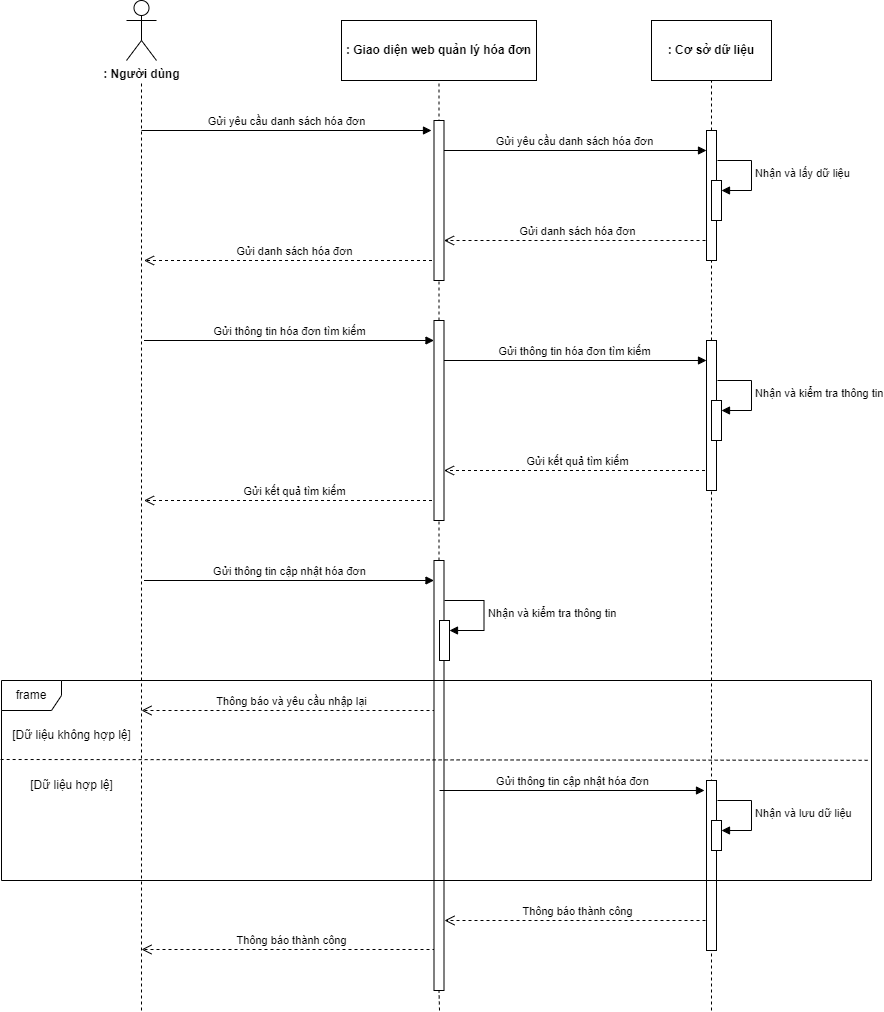 : Người dùng
: Giao diện web quản lý hóa đơn
: Cơ sở dữ liệu
Gửi yêu cầu danh sách hóa đơn
Gửi yêu cầu danh sách hóa đơn
Nhận và lấy dữ liệu
Gửi danh sách hóa đơn
Gửi danh sách hóa đơn
Gửi thông tin hóa đơn tìm kiếm
Gửi thông tin hóa đơn tìm kiếm
Nhận và kiểm tra thông tin
Gửi kết quả tìm kiếm
Gửi kết quả tìm kiếm
Gửi thông tin cập nhật hóa đơn
Nhận và kiểm tra thông tin
frame
Thông báo và yêu cầu nhập lại
[Dữ liệu không hợp lệ]
[Dữ liệu hợp lệ]
Gửi thông tin cập nhật hóa đơn
Nhận và lưu dữ liệu
Thông báo thành công
Thông báo thành công